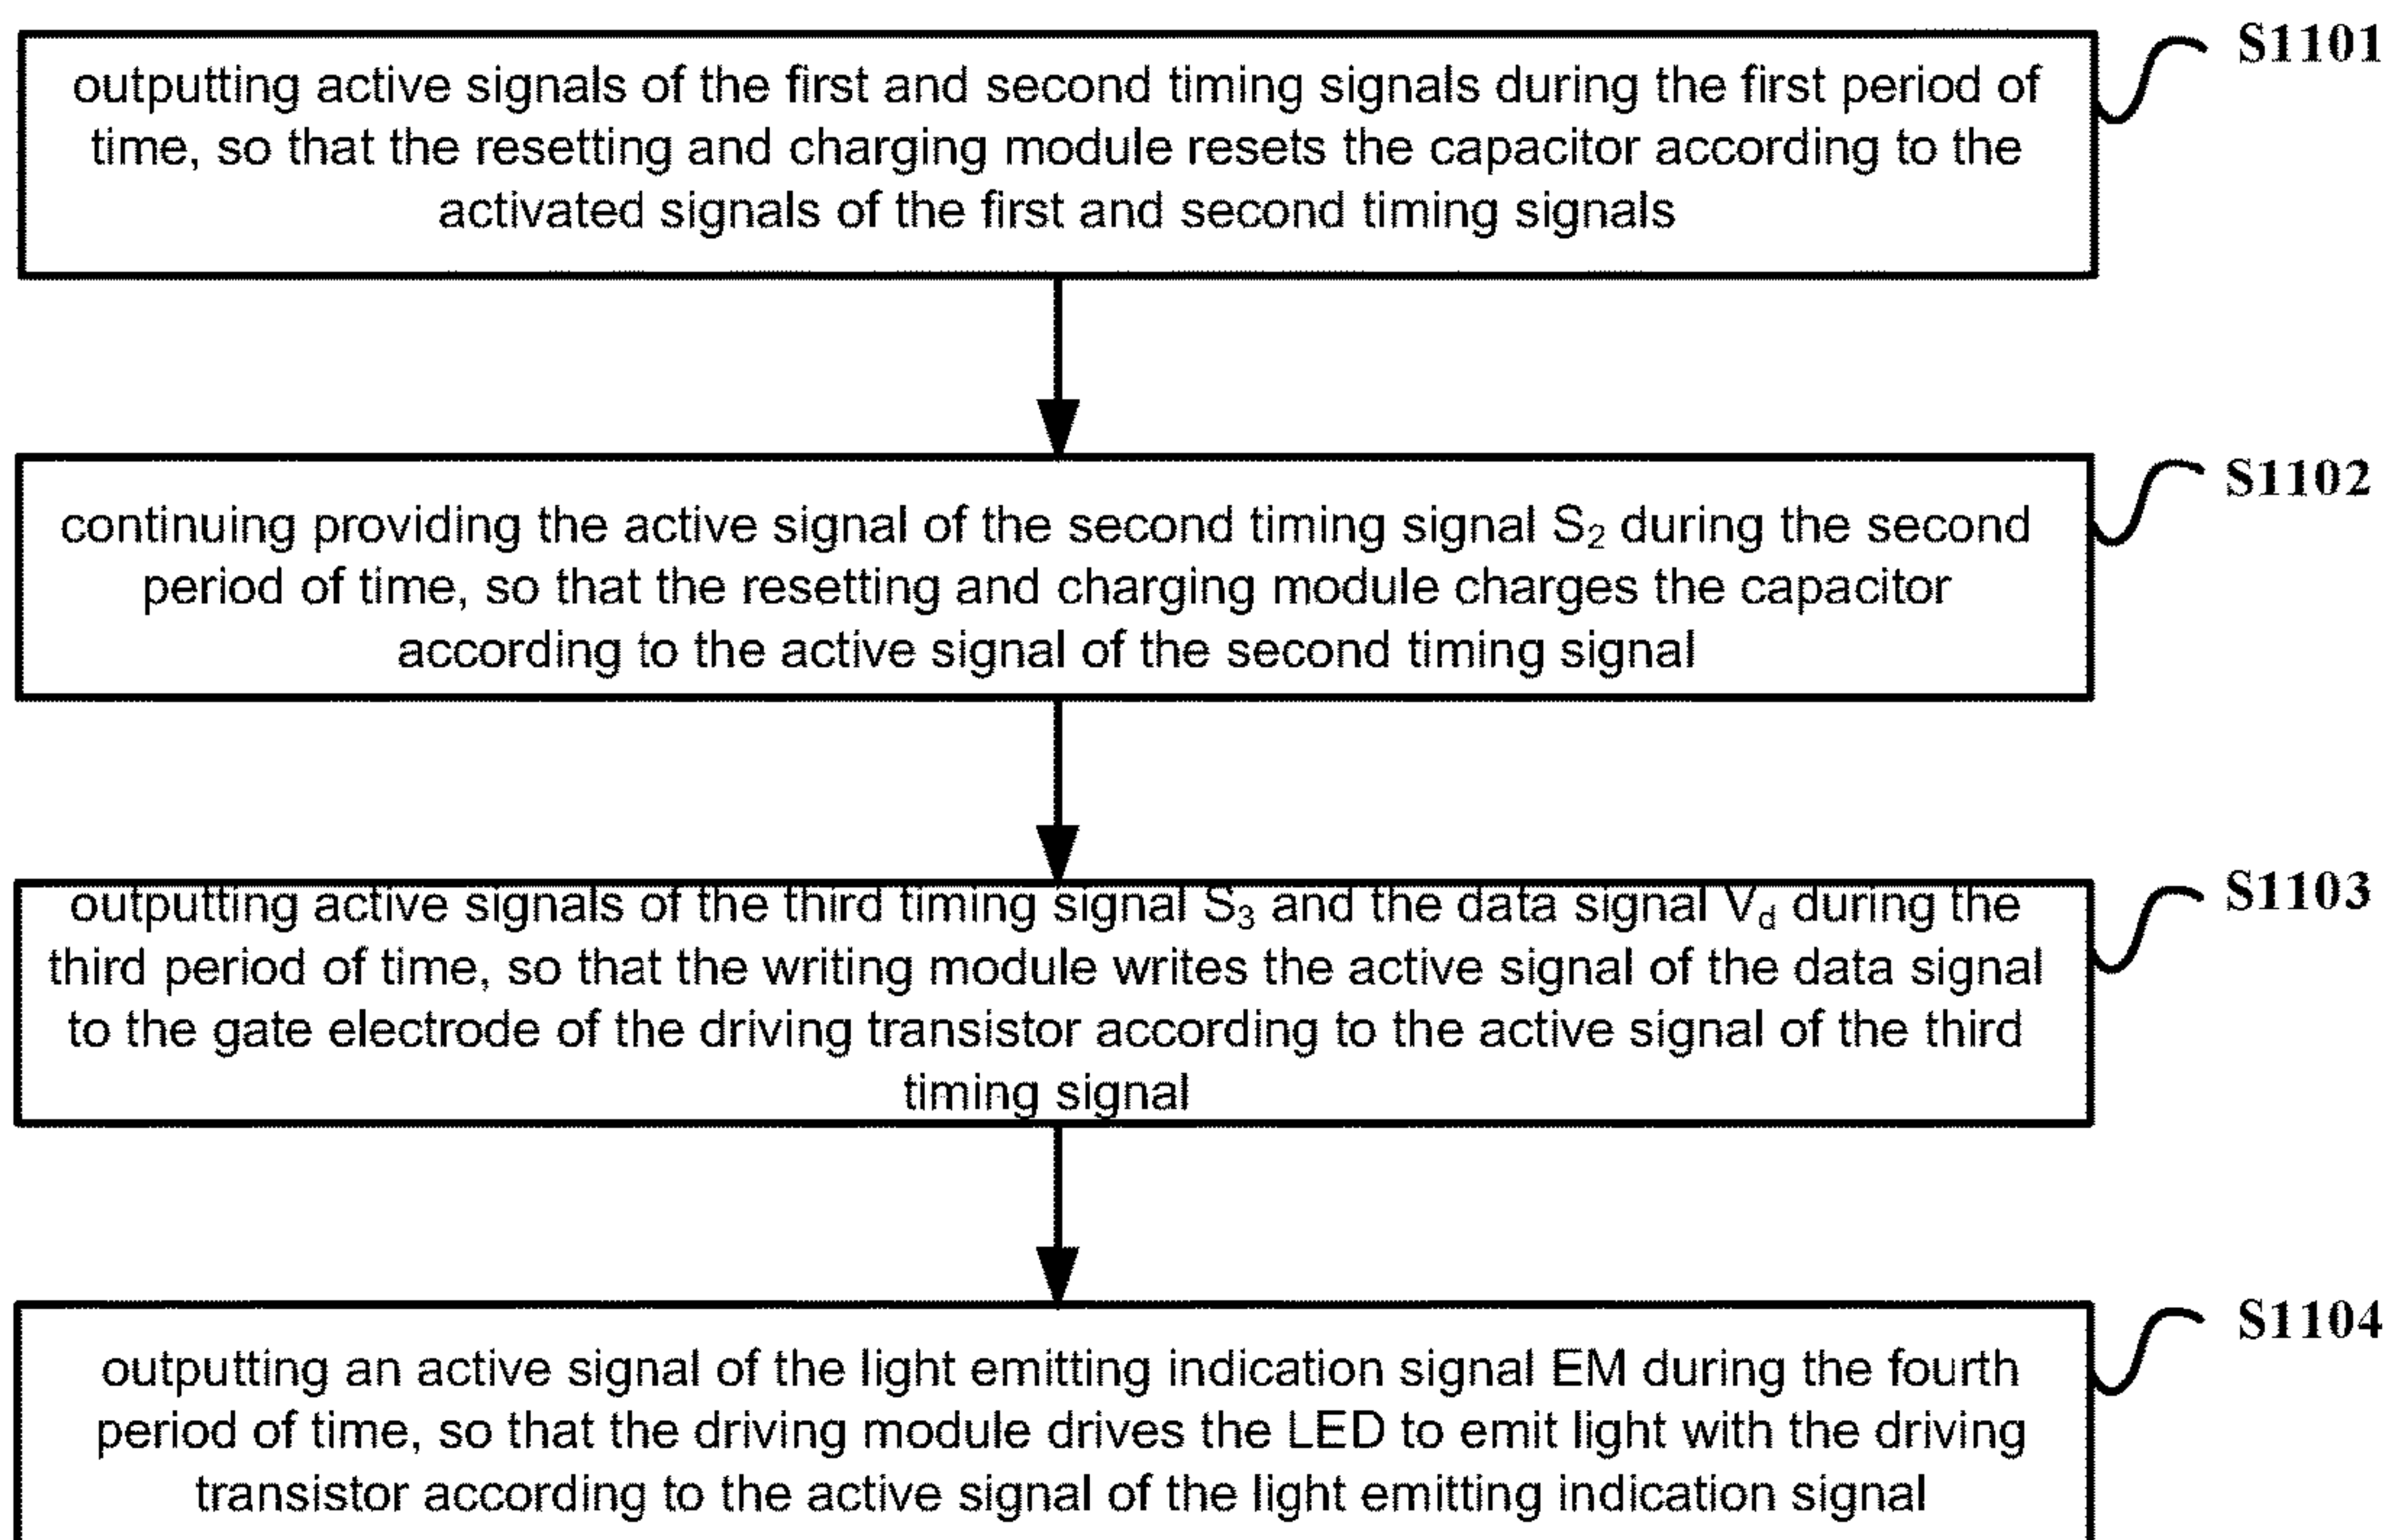 S1101
outputting active signals of the first and second timing signals during the first period of
time, so that the resetting and charging module resets the capacitor according to the
activated signals of the first and second timing signals
S1102
continuing providing the active signal of the second timing signal S₂ during the second
period of time, so that the resetting and charging module charges the capacitor
according to the active signal of the second timing signal
S1103
outputting active signals of the third timing signal S₃ and the data signal V_d during the
third period of time, so that the writing module writes the active signal of the data signal
to the gate electrode of the driving transistor according to the active signal of the third
timing signal
S1104
outputting an active signal of the light emitting indication signal EM during the fourth
period of time, so that the driving module drives the LED to emit light with the driving
transistor according to the active signal of the light emitting indication signal